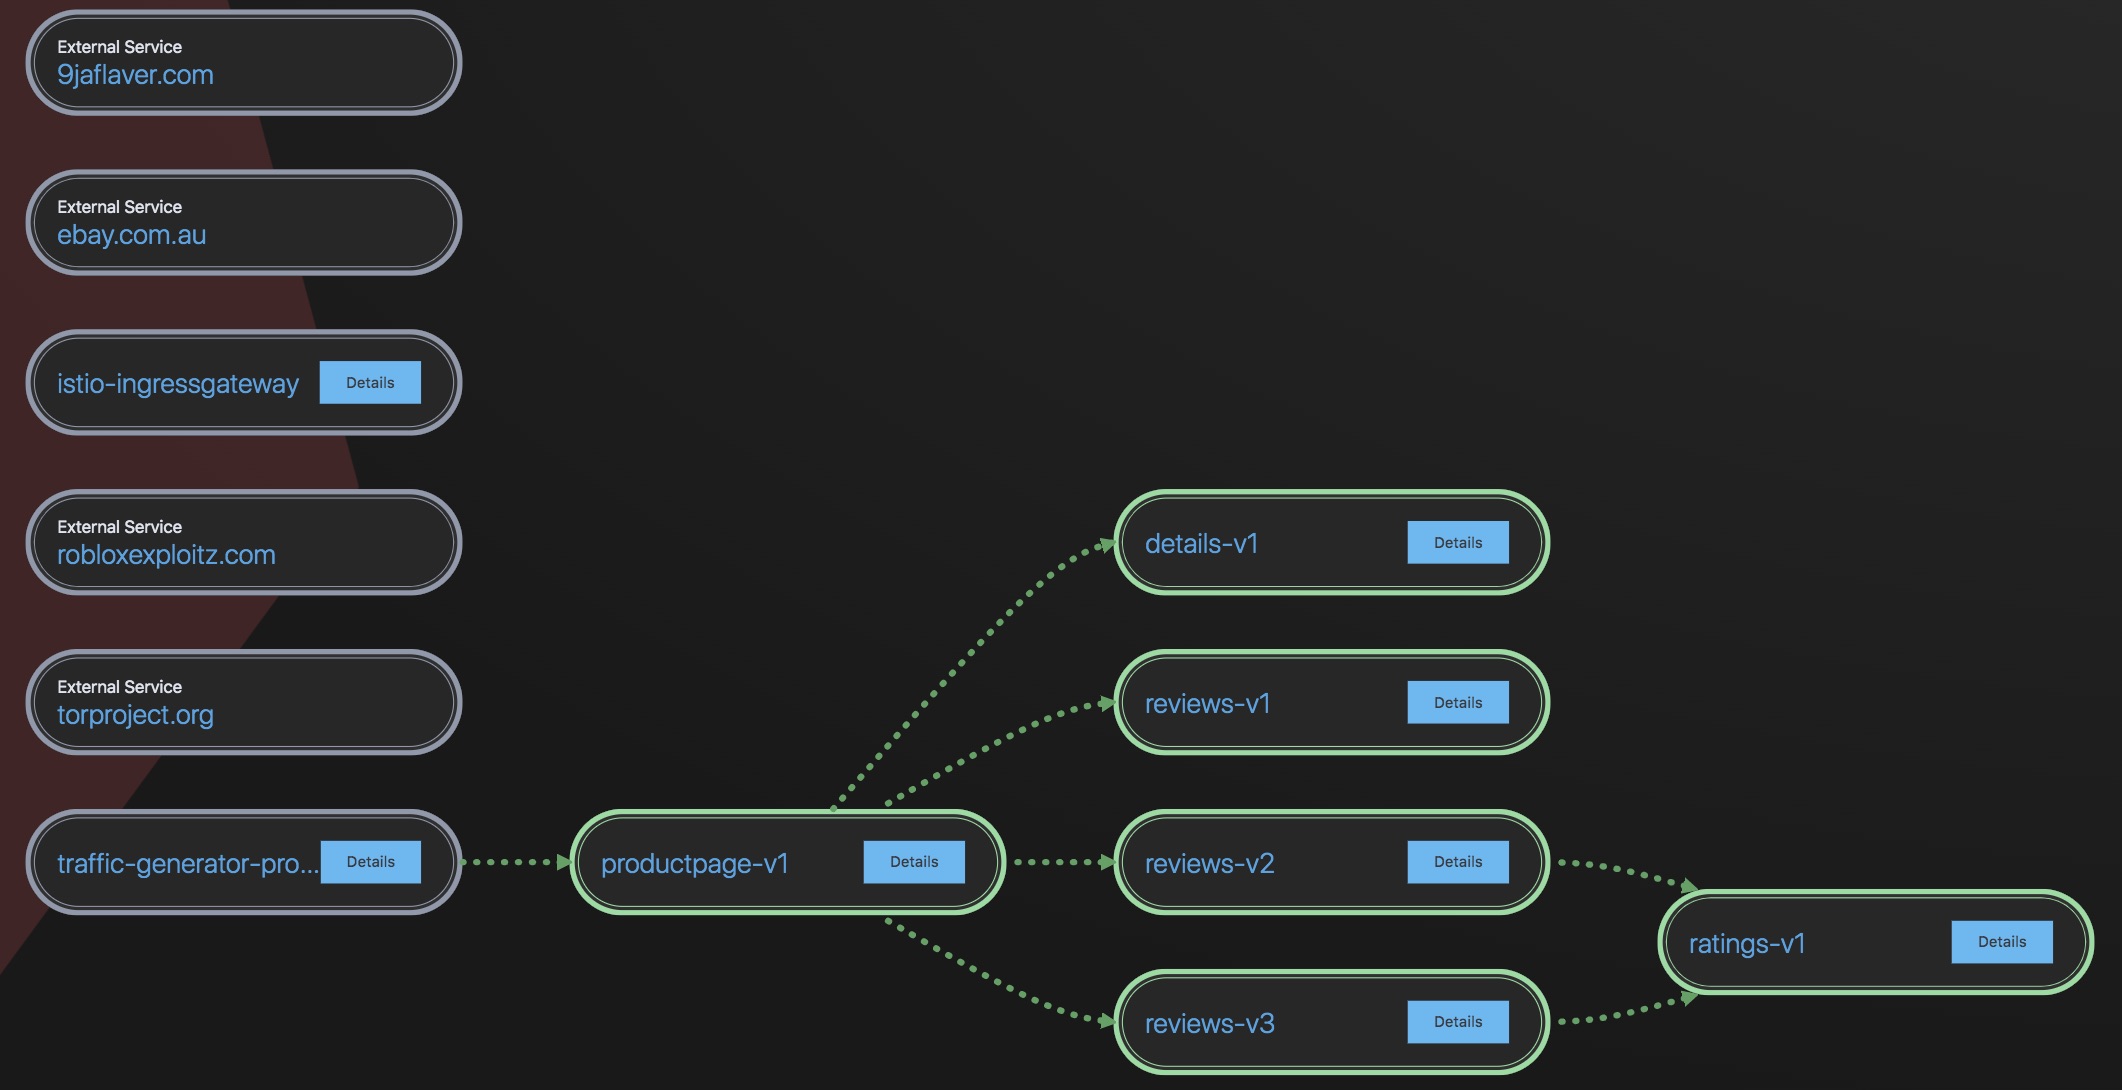 External Service
9jaflaver.com
External Service
ebay.com.au
istio-ingressgateway
Details
External Service
robloxexploitz.com
External Service
torproject.org
traffic-generator-pro...
Details
productpage-v1
Details
details-v1
Details
reviews-v1
Details
reviews-v2
Details
reviews-v3
Details
ratings-v1
Details